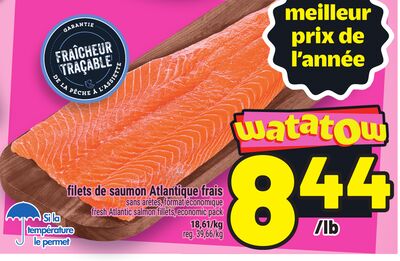 GARANTIE
FRAÎCHEUR
TRAÇABLE
DE LA PÊCHE À L'ASSIETTE
meilleur
prix de
l'année
watatow
8 44
/lb
filets de saumon Atlantique frais
sans arêtes, format économique
fresh Atlantic salmon fillets, economic pack
18,61/kg
reg. 39,66/kg
Si la
température
le permet